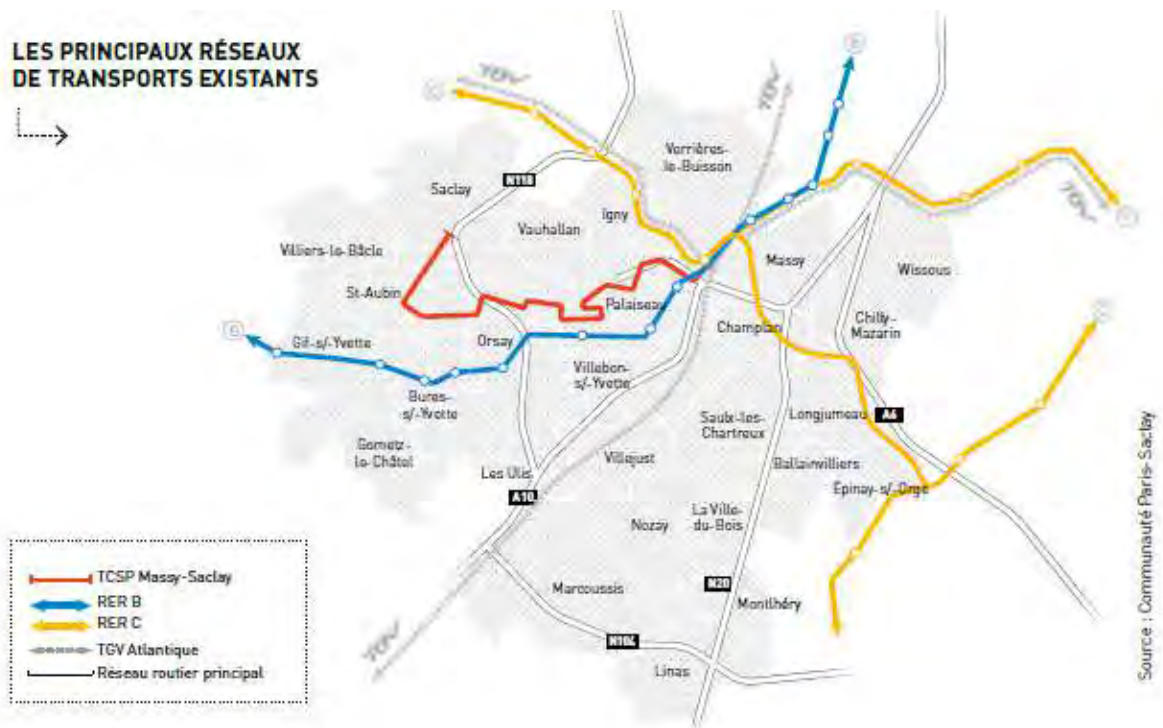 LES PRINCIPAUX RÉSEAUX
DE TRANSPORTS EXISTANTS
TGV
C
B
TGV
Verrières-
le-Buisson
Saclay
N118
Igny
Vauhallan
TGV
C
Villiers-le-Bâcle
Massy
Wissous
St-Aubin
Palaiseau
C
Champlan
Chilly-
Mazarin
B
Gif-s/-Yvette
Orsay
Villebon-
s/-Yvette
Bures-
s/-Yvette
Saulx-les-
Chartreux
Longjumeau
A6
Gometz-
le-Châtel
Les Ulis
Villejust
Ballainvilliers
Epinay-s/-Orge
A10
Nozay
La Ville-
du-Bois
N20
Marcoussis
Montlhéry
TGV
N104
Linas
TCSP Massy-Saclay
RER B
RER C
TGV Atlantique
Réseau routier principal
Source : Communauté Paris-Saclay